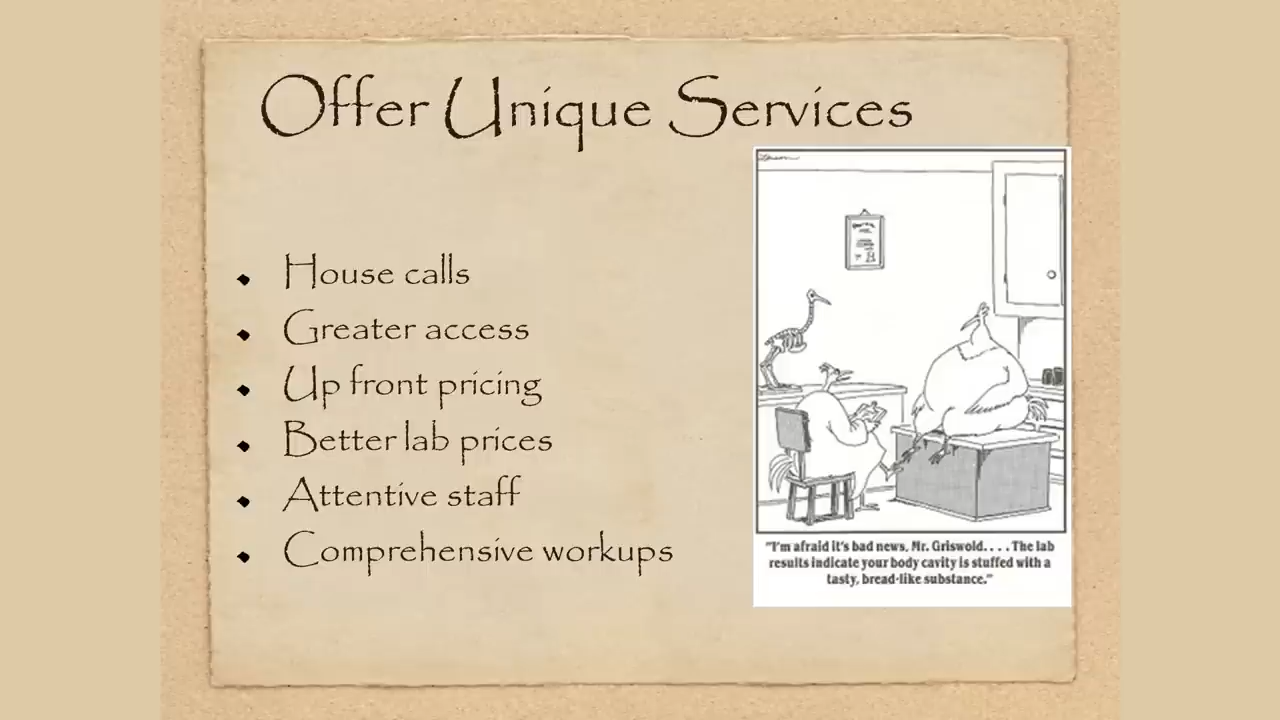 Offer Unique Services
• House calls
• Greater access
• Up front pricing
• Better lab prices
• Attentive staff
• Comprehensive workups
"I'm afraid it's bad news, Mr. Griswold. . . . The lab
results indicate your body cavity is stuffed with a
tasty, bread-like substance."